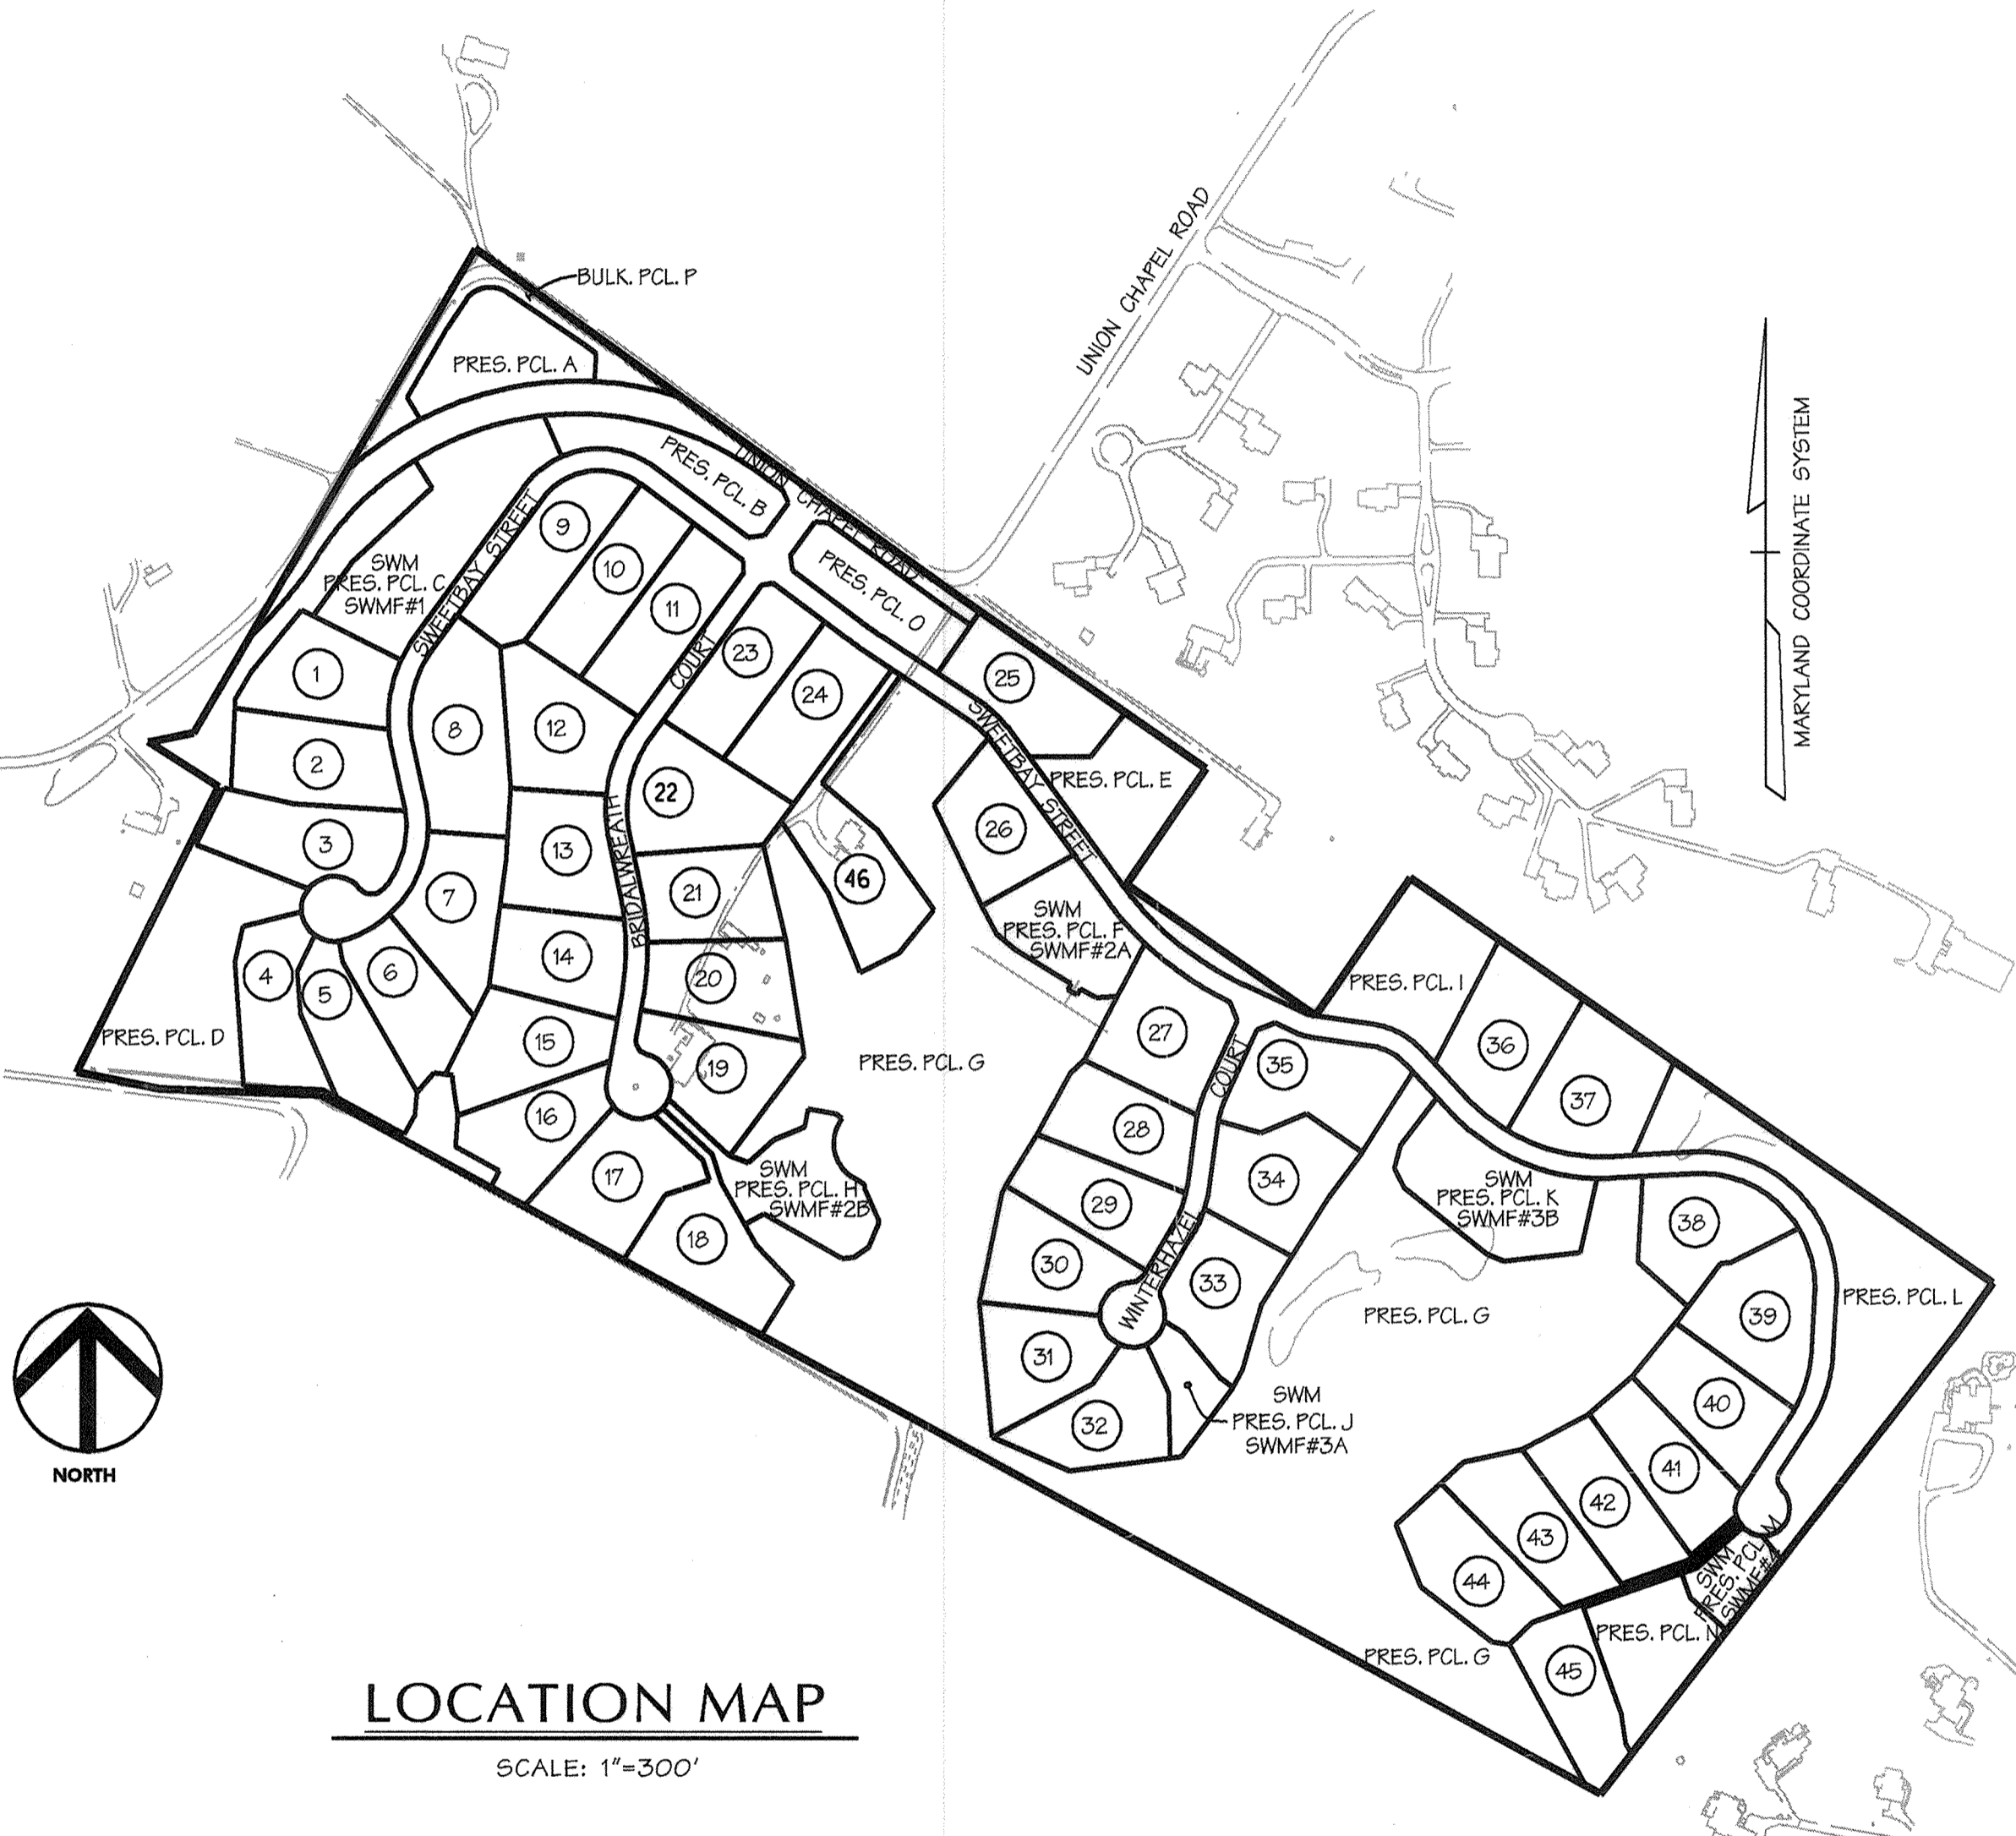 BULK. PCL. P
PRES. PCL. A
UNION CHAPEL ROAD
PRES. PCL. B
UNION CHAPEL ROAD
MARYLAND COORDINATE SYSTEM
9
SWEETBAY STREET
10
SWM
PRES. PCL. C
SWMF#1
11
PRES. PCL. O
COURT
23
24
25
1
SWEETBAY STREET
8
12
2
22
PRES. PCL. E
26
3
13
BRIDALWREATH
46
21
7
SWM
PRES. PCL. F
SWMF#2A
14
4
5
6
20
PRES. PCL. I
PRES. PCL. D
15
19
PRES. PCL. G
27
COURT
35
36
37
16
28
17
SWM
PRES. PCL. H
SWMF#2B
34
SWM
PRES. PCL. K
SWMF#3B
29
18
30
WINTERHAZEL
33
38
PRES. PCL. G
39
PRES. PCL. L
31
32
SWM
PRES. PCL. J
SWMF#3A
40
NORTH
41
42
43
44
SWM
PRES. PCL. M
SWMF#4
PRES. PCL. N
PRES. PCL. G
45
LOCATION MAP
SCALE: 1"=300'